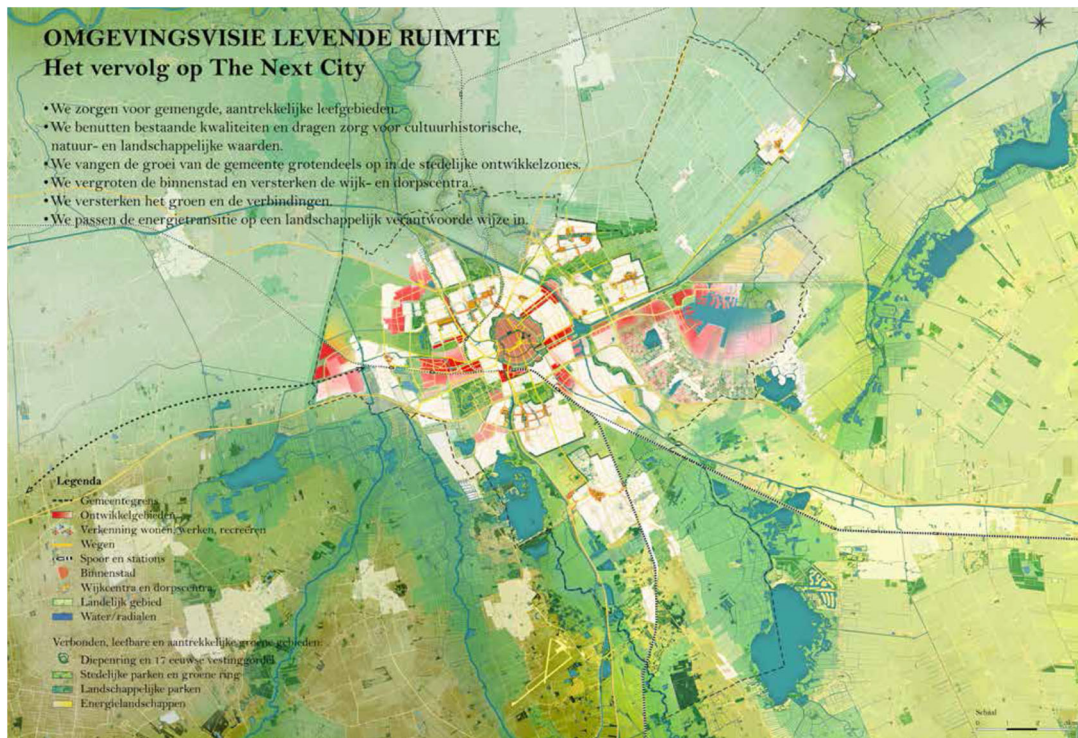 OMGEVINGSVISIE LEVENDE RUIMTE
Het vervolg op The Next City
• We zorgen voor gemengde, aantrekkelijke leefgebieden.
• We benutten bestaande kwaliteiten en dragen zorg voor cultuurhistorische,
natuur- en landschappelijke waarden.
• We vangen de groei van de gemeente grotendeels op in de stedelijke ontwikkelzones.
• We vergroten de binnenstad en versterken de wijk- en dorpscentra.
• We versterken het groen en de verbindingen.
• We passen de energietransitie op een landschappelijk verantwoorde wijze in.
Legenda
Gemeentegrens
Ontwikkelgebieden
Verkenning wonen, werken, recreëren
Wegen
Spoor en stations
Binnenstad
Wijkcentra en dorpscentra
Landelijk gebied
Water/radialen
Verbonden, leefbare en aantrekkelijke groene gebieden:
Diepenring en 17 eeuwse vestinggordel
Stedelijke parken en groene ring
Landschappelijke parken
Energielandschappen
Schaal